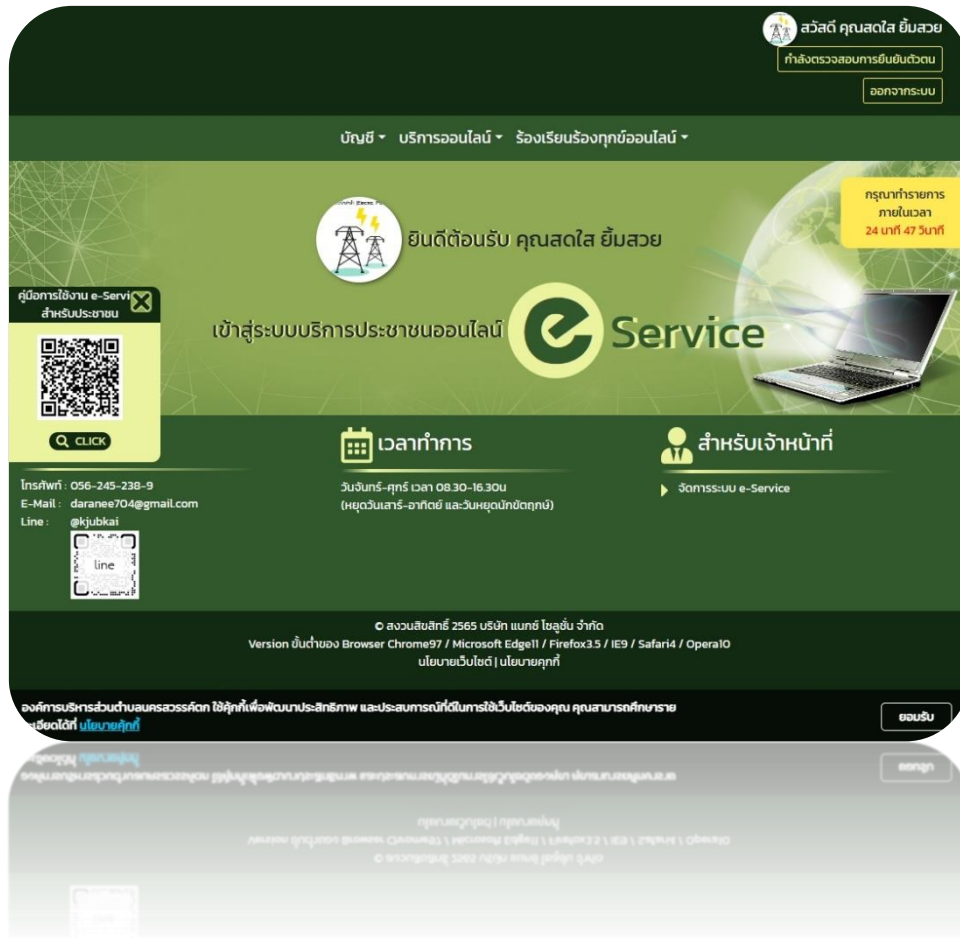 สวัสดี คุณสดใส ยิ้มสวย
กำลังตรวจสอบการยืนยันตัวตน
ออกจากระบบ
บัญชี
บริการออนไลน์
ร้องเรียนร้องทุกข์ออนไลน์
กรุณาทำรายการ
ภายในเวลา
24 นาที 47 วินาที
ยินดีต้อนรับ คุณสดใส ยิ้มสวย
เข้าสู่ระบบบริการประชาชนออนไลน์ e Service
คู่มือการใช้งาน e-Servi
สำหรับประชาชน
CLICK
โทรศัพท์ : 056-245-238-9
E-Mail : daranee704@gmail.com
Line : @kjubkai
line
เวลาทำการ
วันจันทร์-ศุกร์ เวลา 08.30-16.30น
(หยุดวันเสาร์-อาทิตย์ และวันหยุดนักขัตฤกษ์)
สำหรับเจ้าหน้าที่
จัดการระบบ e-Service
© สงวนสิขสิทธิ์ 2565 บริษัท แนกซ์ โซลูชั่น จำกัด
Version ขั้นต่ำของ Browser Chrome97 / Microsoft Edge11 / Firefox3.5 / IE9 / Safari4 / Opera10
นโยบายเว็บไซต์ | นโยบายคุกกี้
องค์การบริหารส่วนตำบลนครสวรรค์ตก ใช้คุ้กกี้เพื่อพัฒนาประสิทธิภาพ และประสบการณ์ที่ดีในการใช้เว็บไซต์ของคุณ คุณสามารถศึกษาราย
ละเอียดได้ที่ นโยบายคุ้กกี้
ยอมรับ